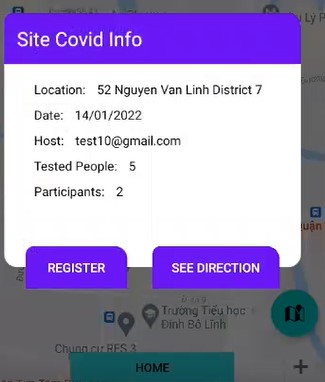 Site Covid Info
Location: 52 Nguyen Van Linh District 7
Date: 14/01/2022
Host: test10@gmail.com
Tested People: 5
Participants: 2
REGISTER
SEE DIRECTION
Trường Tiểu học
Đinh Bộ Lĩnh
Chung cư RES 3
HOME